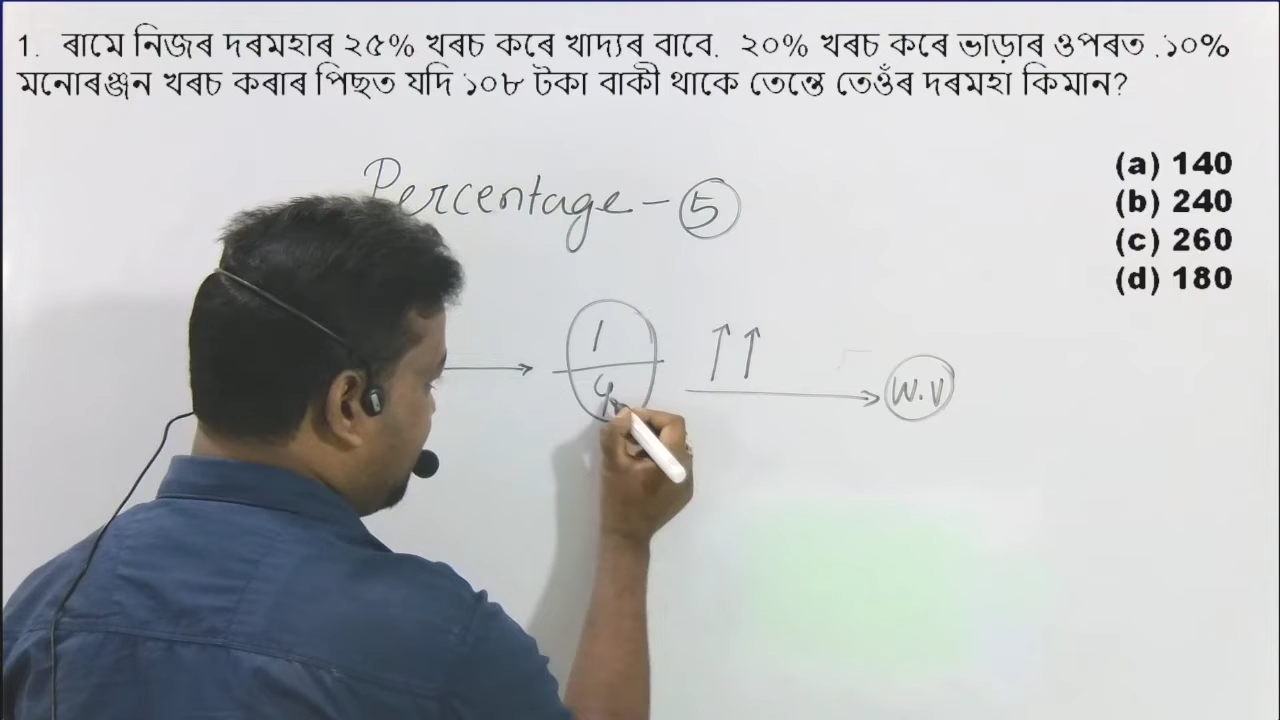 1. ৰামে নিজৰ দৰমহাৰ ২৫% খৰচ কৰে খাদ্যৰ বাবে. ২০% খৰচ কৰে ভাড়াৰ ওপৰত .১০%
মনোৰঞ্জন খৰচ কৰাৰ পিছত যদি ১০৮ টকা বাকী থাকে তেন্তে তেওঁৰ দৰমহা কিমান?
(a) 140
Percentage - 5
(b) 240
(c) 260
(d) 180
1
4
W.V